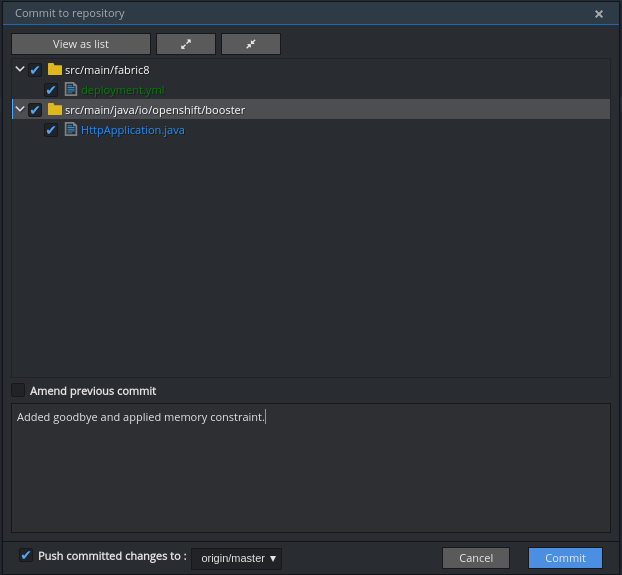 Commit to repository
View as list
src/main/fabric8
deployment.yml
src/main/java/io/openshift/booster
HttpApplication.java
Amend previous commit
Added goodbye and applied memory constraint.
Push committed changes to : origin/master
Cancel
Commit